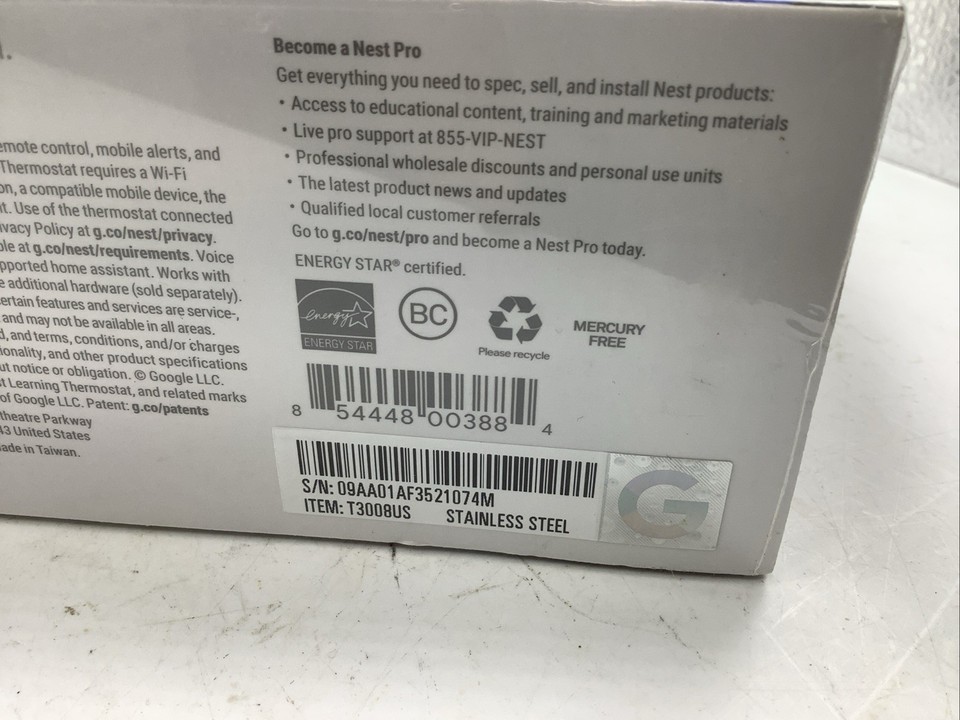 emote control, mobile alerts, and
Thermostat requires a Wi-Fi
on, a compatible mobile device, the
Use of the thermostat connected
Privacy Policy at g.co/nest/privacy.
at g.co/nest/requirements. Voice
pported home assistant. Works with
additional hardware (sold separately).
ertain features and services are service-,
and may not be available in all areas.
and terms, conditions, and/or charges
ionality, and other product specifications
ut notice or obligation. © Google LLC.
st Learning Thermostat, and related marks
of Google LLC. Patent: g.co/patents
theatre Parkway
43 United States
ade in Taiwan.
Become a Nest Pro
Get everything you need to spec, sell, and install Nest products:
• Access to educational content, training and marketing materials
• Live pro support at 855-VIP-NEST
• Professional wholesale discounts and personal use units
• The latest product news and updates
• Qualified local customer referrals
Go to g.co/nest/pro and become a Nest Pro today.
ENERGY STAR® certified.
energy
ENERGY STAR
BC
Please recycle
MERCURY
FREE
8 54448 00388 4
S/N: 09AA01AF3521074M
ITEM: T3008US STAINLESS STEEL
G